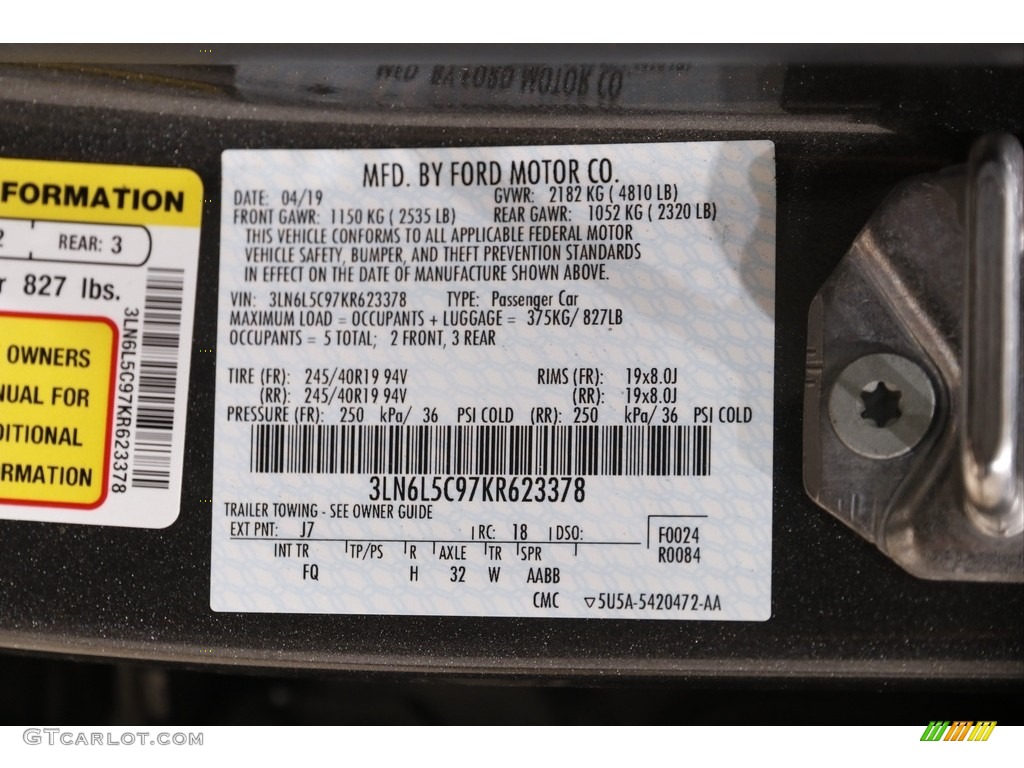 MFD. BY FORD MOTOR CO
MFD. BY FORD MOTOR CO.
DATE: 04/19 GVWR: 2182 KG ( 4810 LB)
FRONT GAWR: 1150 KG ( 2535 LB) REAR GAWR: 1052 KG ( 2320 LB)
THIS VEHICLE CONFORMS TO ALL APPLICABLE FEDERAL MOTOR
VEHICLE SAFETY, BUMPER, AND THEFT PREVENTION STANDARDS
IN EFFECT ON THE DATE OF MANUFACTURE SHOWN ABOVE.
VIN: 3LN6L5C97KR623378 TYPE: Passenger Car
MAXIMUM LOAD = OCCUPANTS + LUGGAGE = 375KG/ 827LB
OCCUPANTS = 5 TOTAL; 2 FRONT, 3 REAR
TIRE (FR): 245/40R19 94V RIMS (FR): 19x8.0J
(RR): 245/40R19 94V (RR): 19x8.0J
PRESSURE (FR): 250 kPa/ 36 PSI COLD (RR): 250 kPa/ 36 PSI COLD
3LN6L5C97KR623378
TRAILER TOWING - SEE OWNER GUIDE
EXT PNT: J7 RC: 18 DSO:
F0024
R0084
INT TR TP/PS R AXLE TR SPR
FQ H 32 W AABB
CMC ▽5U5A-5420472-AA
FORMATION
2 REAR: 3
r 827 lbs.
OWNERS
NUAL FOR
DITIONAL
RMATION
3LN6L5C97KR623378
GTcarlot.com